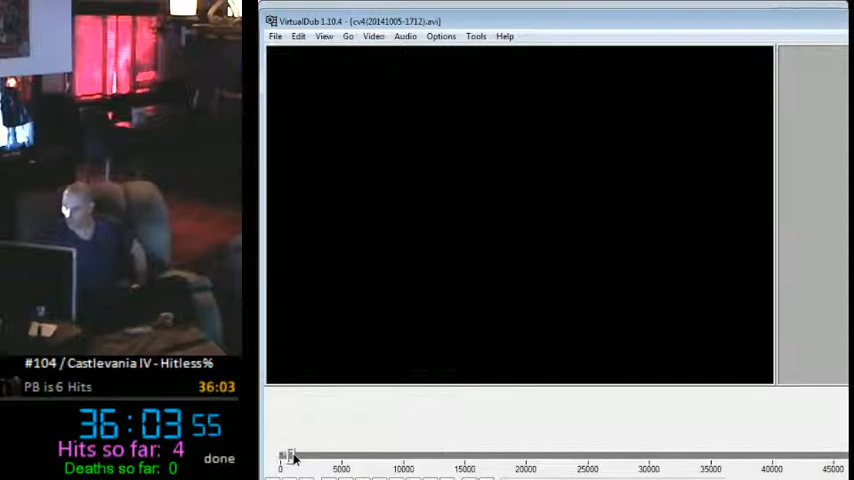 VirtualDub 1.10.4 - [cv4(20141005-1712).avi]
File Edit View Go Video Audio Options Tools Help
#104 / Castlevania IV - Hitless%
PB is 6 Hits 36:03
36:03 55
Hits so far: 4
Deaths so far: 0 done
0 5000 10000 15000 20000 25000 30000 35000 40000 45000